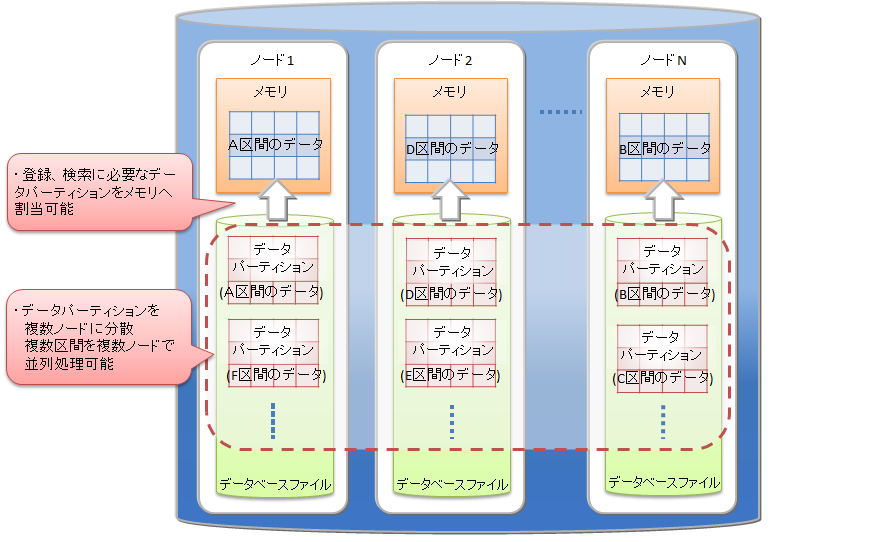 ノード1
メモリ
A区間のデータ
ノード2
メモリ
D区間のデータ
ノードN
メモリ
B区間のデータ
・登録、検索に必要なデー
タパーティションをメモリへ
割当可能
データ
パーティション
(A区間のデータ)
データ
パーティション
(D区間のデータ)
データ
パーティション
(B区間のデータ)
・データパーティションを
複数ノードに分散
複数区間を複数ノードで
並列処理可能
データ
パーティション
(F区間のデータ)
データ
パーティション
(E区間のデータ)
データ
パーティション
(C区間のデータ)
データベースファイル
データベースファイル
データベースファイル